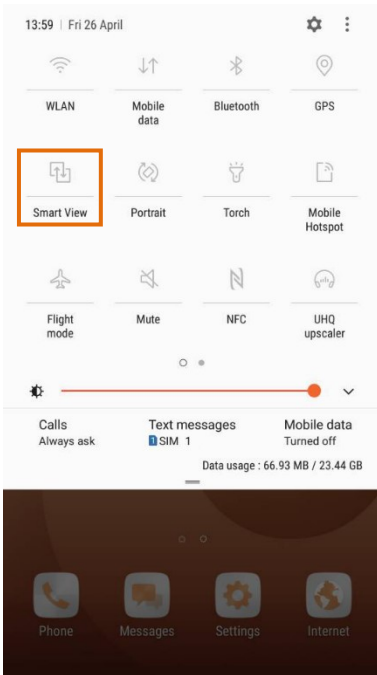 13:59 | Fri 26 April
WLAN Mobile data Bluetooth GPS
Smart View Portrait Torch Mobile Hotspot
Flight mode Mute NFC UHQ upscaler
Calls Text messages Mobile data
Always ask 1 SIM 1 Turned off
Data usage : 66.93 MB / 23.44 GB
Phone Messages Settings Internet